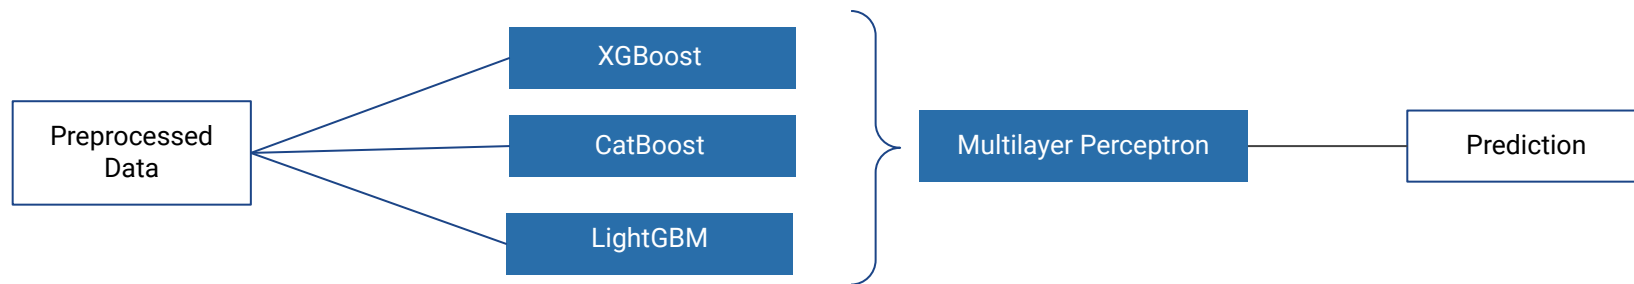 Preprocessed
Data
XGBoost
CatBoost
LightGBM
Multilayer Perceptron
Prediction